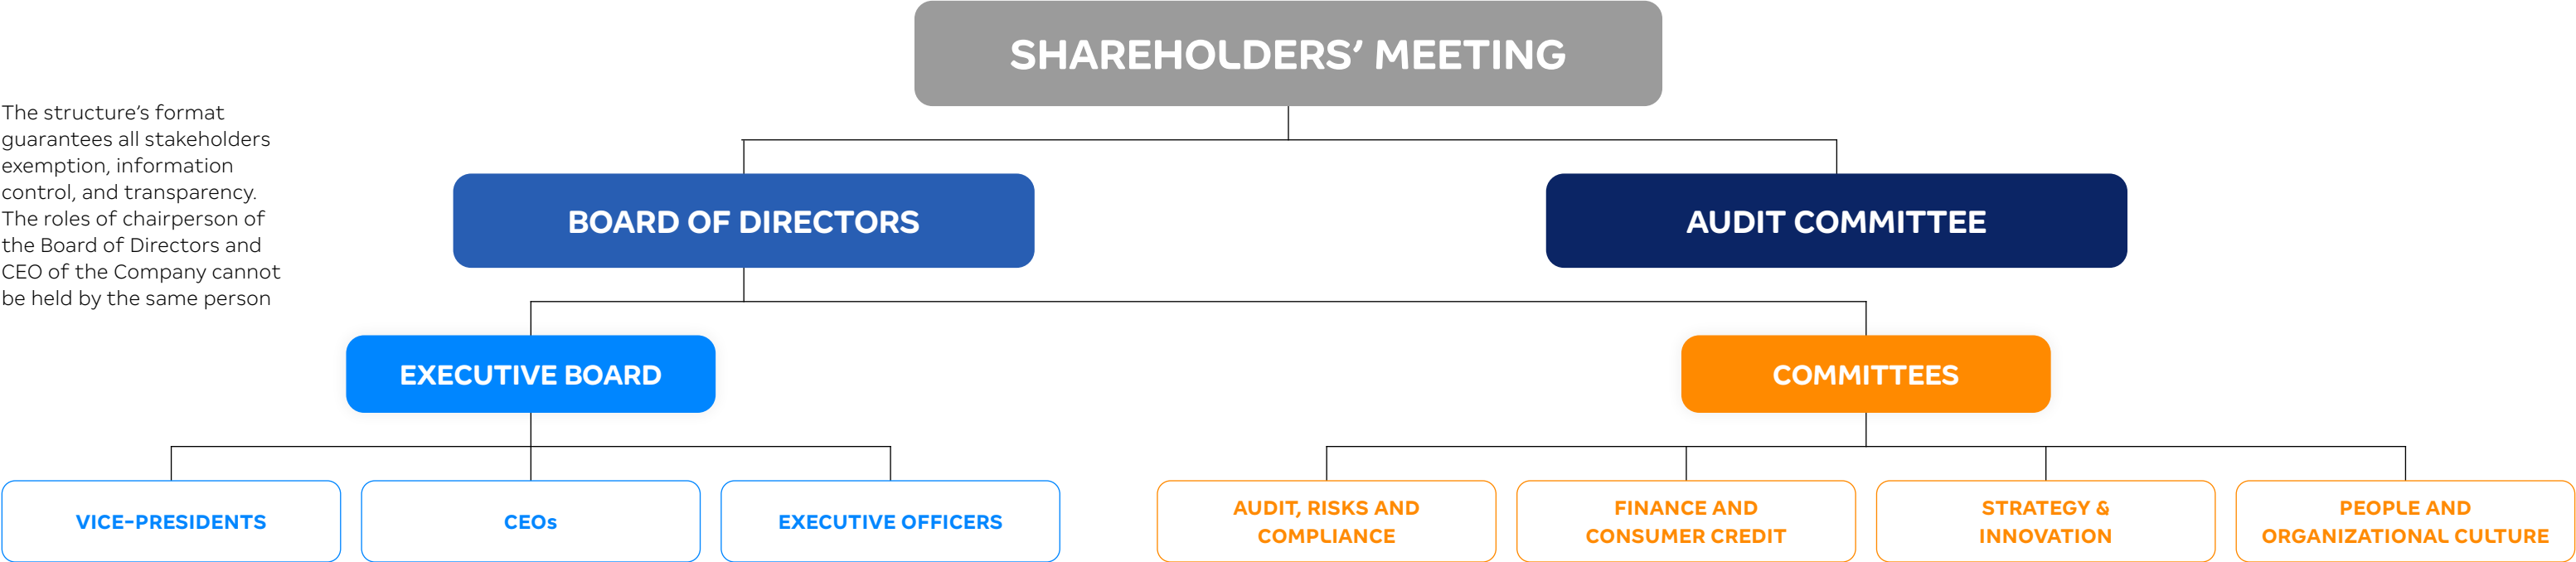 SHAREHOLDERS’ MEETING
The structure’s format
guarantees all stakeholders
exemption, information
control, and transparency.
The roles of chairperson of
the Board of Directors and
CEO of the Company cannot
be held by the same person
BOARD OF DIRECTORS
AUDIT COMMITTEE
EXECUTIVE BOARD
COMMITTEES
VICE-PRESIDENTS
CEOs
EXECUTIVE OFFICERS
AUDIT, RISKS AND
COMPLIANCE
FINANCE AND
CONSUMER CREDIT
STRATEGY &
INNOVATION
PEOPLE AND
ORGANIZATIONAL CULTURE